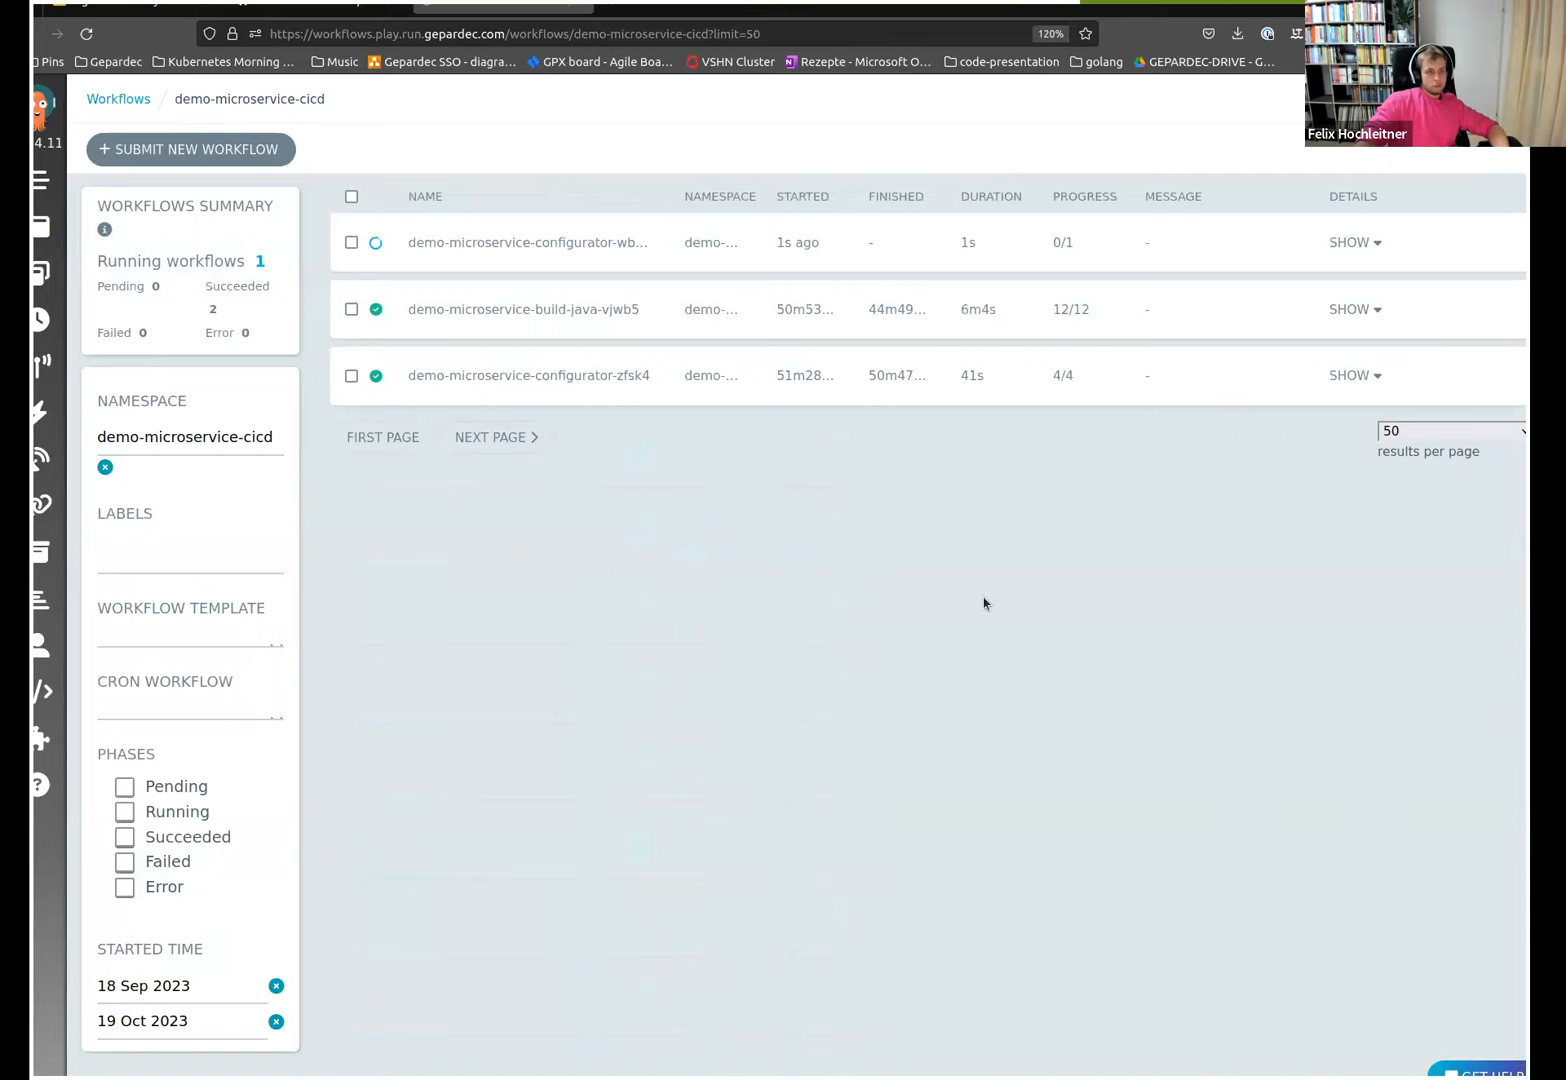 https://workflows.play.run.gepardec.com/workflows/demo-microservice-cicd?limit=50
120%
Pins
Gepardec
Kubernetes Morning ...
Music
Gepardec SSO - diagra...
GPX board - Agile Boa...
VSHN Cluster
Rezepte - Microsoft O...
code-presentation
golang
GEPARDEC-DRIVE - G...
Felix Hochleitner
4.11
Workflows / demo-microservice-cicd
+ SUBMIT NEW WORKFLOW
WORKFLOWS SUMMARY
Running workflows 1
Pending 0
Succeeded 2
Failed 0
Error 0
NAMESPACE
demo-microservice-cicd
LABELS
WORKFLOW TEMPLATE
CRON WORKFLOW
PHASES
Pending
Running
Succeeded
Failed
Error
STARTED TIME
18 Sep 2023
19 Oct 2023
NAME NAMESPACE STARTED FINISHED DURATION PROGRESS MESSAGE DETAILS
demo-microservice-configurator-wb... demo-... 1s ago - 1s 0/1 - SHOW
demo-microservice-build-java-vjwb5 demo-... 50m53... 44m49... 6m4s 12/12 - SHOW
demo-microservice-configurator-zfsk4 demo-... 51m28... 50m47... 41s 4/4 - SHOW
FIRST PAGE
NEXT PAGE
50
results per page
GET HELP